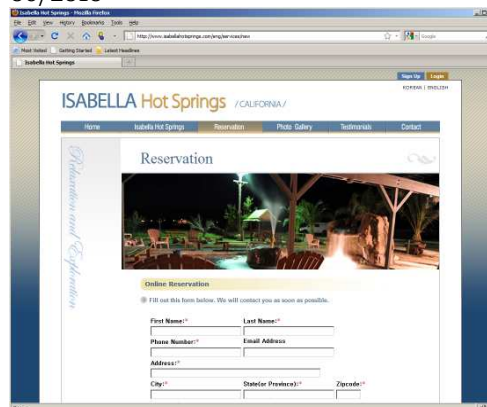 Isabella Hot Springs - Mozilla Firefox
File Edit View History Bookmarks Tools Help
Google
Most Visited Getting Started Latest Headlines
Isabella Hot Springs
Sign Up Login
KOREAN | ENGLISH
ISABELLA Hot Springs / CALIFORNIA /
Home Isabella Hot Springs Reservation Photo Gallery Testimonials Contact
Relaxation and Exploration
Reservation
Online Reservation
Fill out this form below. We will contact you as soon as possible.
First Name:* Last Name:*
Phone Number:* Email Address
Address:*
City:* State(or Province):* Zipcode:*